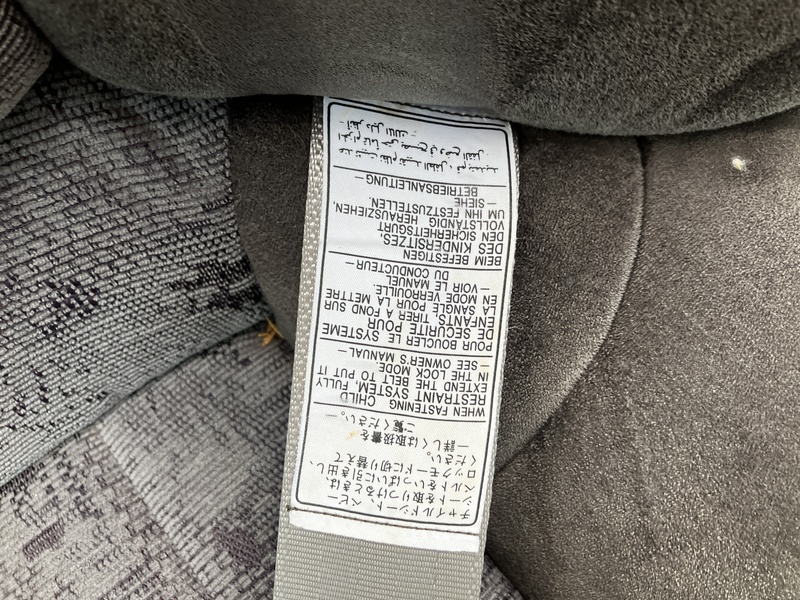 チャイルドシート、ベビー
シートを取りつけるときは、
ベルトをいっぱいに引き出し、
ロックモードに切り替えて
ください。
―詳しくは取扱書を
ご覧ください。―
WHEN FASTENING CHILD
RESTRAINT SYSTEM, FULLY
EXTEND THE BELT TO PUT IT
IN THE LOCK MODE.
— SEE OWNER'S MANUAL —
POUR BOUCLER LE SYSTEME
DE SECURITE POUR
ENFANTS, TIRER A FOND SUR
LA SANGLE POUR LA METTRE
EN MODE VERROUILLE.
— VOIR LE MANUEL
DU CONDUCTEUR —
BEIM BEFESTIGEN
DES KINDERSITZES,
DEN SICHERHEITSGURT
VOLLSTÄNDIG HERAUSZIEHEN,
UM IHN FESTZUSTELLEN.
— SIEHE
BETRIEBSANLEITUNG —